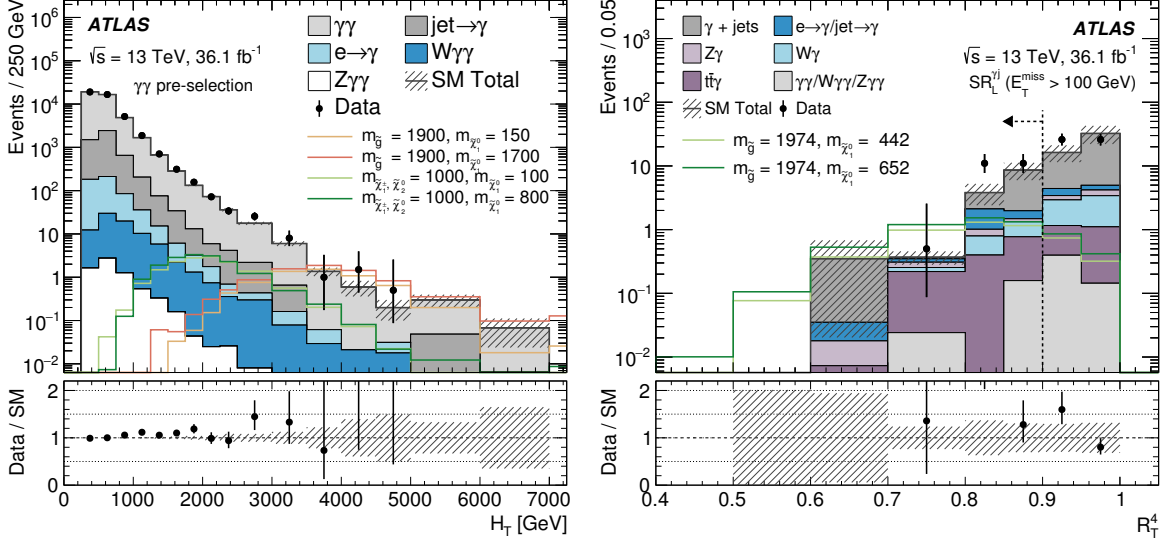 ATLAS
√s = 13 TeV, 36.1 fb⁻¹
γγ pre-selection
γγ
jet→γ
e→γ
Wγγ
Zγγ
SM Total
Data
m_g̃ = 1900, m_χ̃₁⁰ = 150
m_g̃ = 1900, m_χ̃₁⁰ = 1700
m_χ̃₁±, χ̃₂⁰ = 1000, m_χ̃₁⁰ = 100
m_χ̃₁±, χ̃₂⁰ = 1000, m_χ̃₁⁰ = 800
Events / 250 GeV
10⁷
10⁶
10⁵
10⁴
10³
10²
10
1
10⁻¹
10⁻²
Data / SM
2
1
0
0 1000 2000 3000 4000 5000 6000 7000
H_T [GeV]
γ + jets
e→γ/jet→γ
Zγ
Wγ
tt̄γ
γγ/Wγγ/Zγγ
SM Total
Data
ATLAS
√s = 13 TeV, 36.1 fb⁻¹
SR_L^γj (E_T^miss > 100 GeV)
m_g̃ = 1974, m_χ̃₁⁰ = 442
m_g̃ = 1974, m_χ̃₁⁰ = 652
Events / 0.05
10³
10²
10
1
10⁻¹
10⁻²
Data / SM
2
1
0
0.4 0.5 0.6 0.7 0.8 0.9 1
R_T⁴